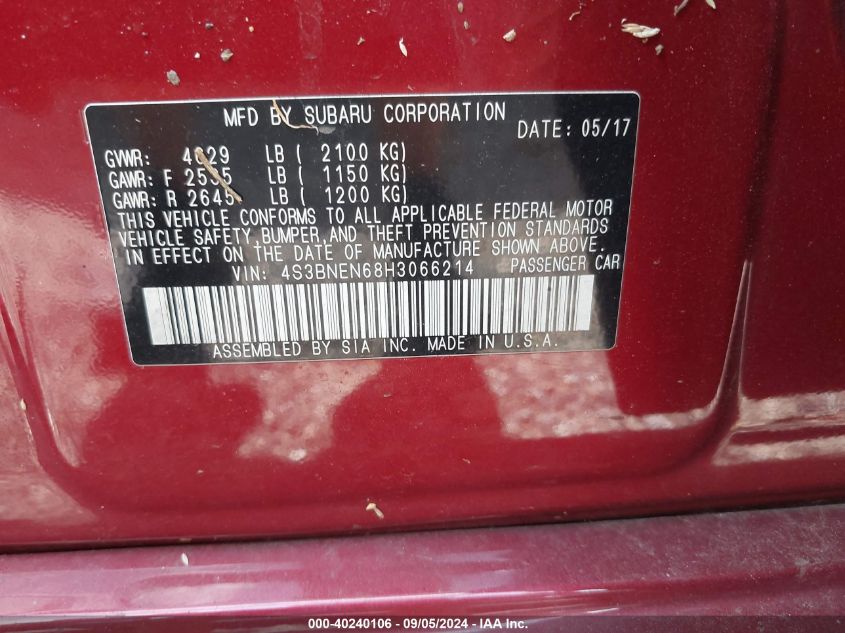 MFD BY SUBARU CORPORATION
DATE: 05/17
GVWR: 4629 LB ( 2100 KG)
GAWR: F 2535 LB ( 1150 KG)
GAWR: R 2645 LB ( 1200 KG)
THIS VEHICLE CONFORMS TO ALL APPLICABLE FEDERAL MOTOR
VEHICLE SAFETY, BUMPER, AND THEFT PREVENTION STANDARDS
IN EFFECT ON THE DATE OF MANUFACTURE SHOWN ABOVE.
VIN: 4S3BNEN68H3066214 PASSENGER CAR
ASSEMBLED BY SIA INC. MADE IN U.S.A.
000-40240106 - 09/05/2024 - IAA Inc.